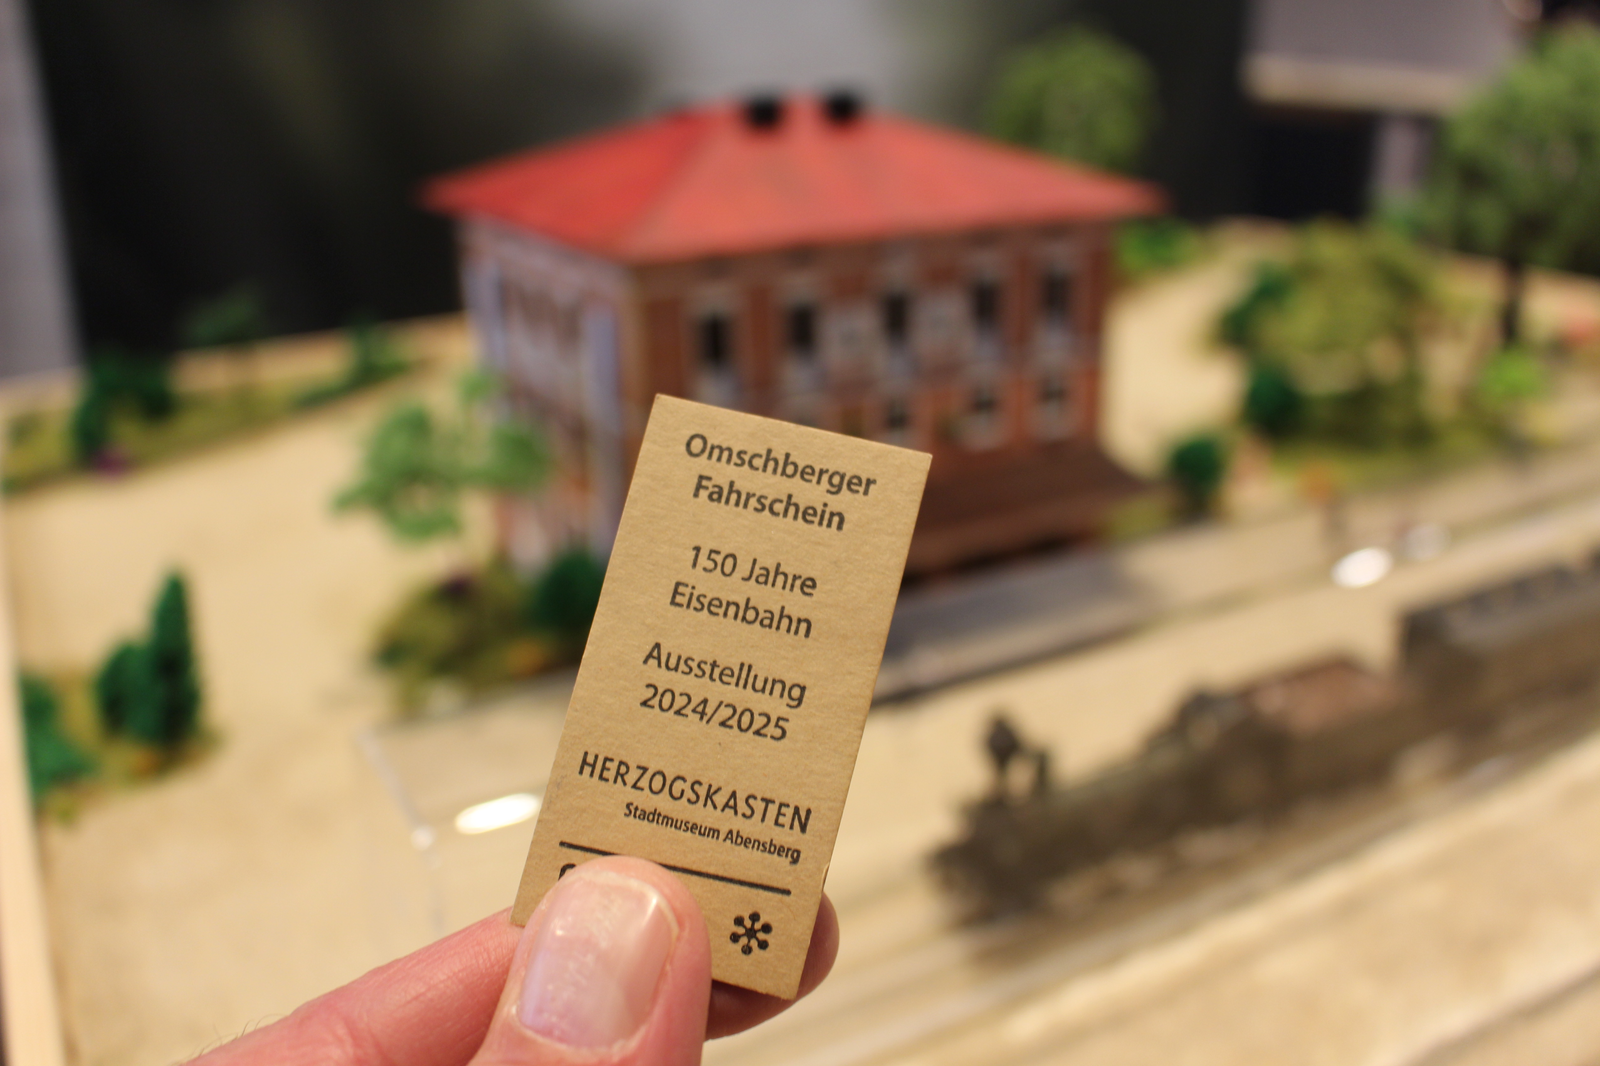 Omschberger
Fahrschein
150 Jahre
Eisenbahn
Ausstellung
2024/2025
HERZOGSKASTEN
Stadtmuseum Abensberg